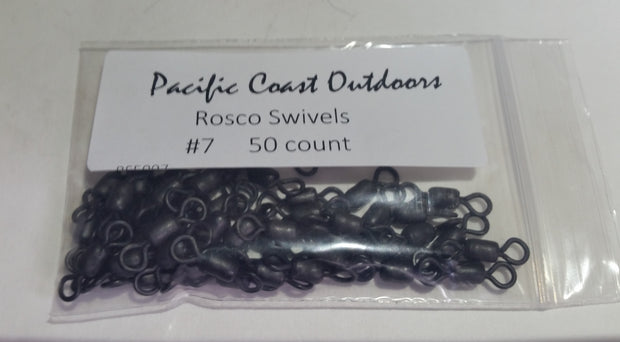 Pacific Coast Outdoors
Rosco Swivels
#7 50 count